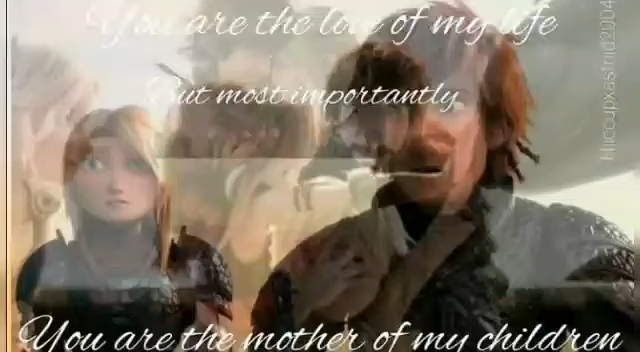 You are the love of my life
But most importantly
You are the mother of my children
Hiccupxastrid2004